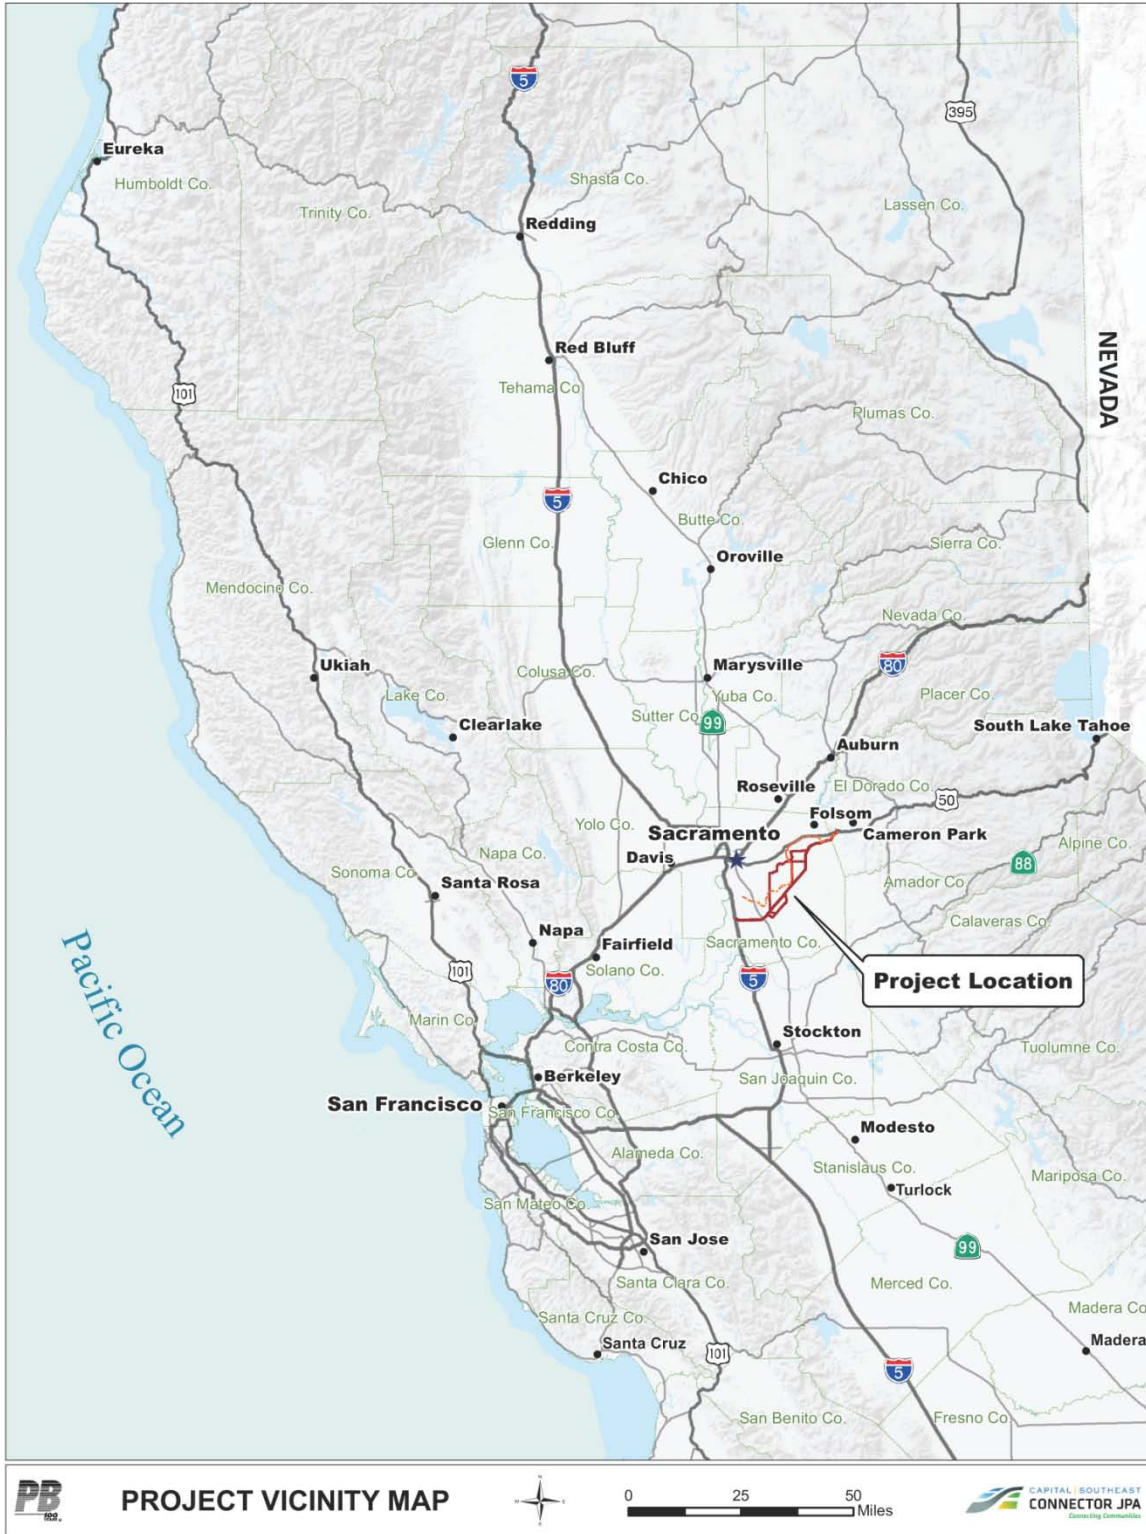 5
395
Eureka
Humboldt Co.
Trinity Co.
Shasta Co.
Lassen Co.
Redding
NEVADA
Red Bluff
Tehama Co
101
Plumas Co.
Chico
5
Butte Co.
Glenn Co.
Oroville
Sierra Co.
Mendocino Co.
Nevada Co.
Ukiah
Colusa Co.
Marysville
80
Lake Co.
Yuba Co.
Placer Co.
Sutter Co.
99
Clearlake
South Lake Tahoe
Auburn
Roseville
El Dorado Co.
50
Folsom
Yolo Co.
Sacramento
Cameron Park
Alpine Co.
Napa Co.
Davis
88
Sonoma Co.
Santa Rosa
Amador Co.
Calaveras Co.
Napa
Fairfield
Sacramento Co.
Solano Co.
101
80
5
Project Location
Pacific Ocean
Marin Co.
Stockton
Contra Costa Co.
Tuolumne Co.
Berkeley
San Joaquin Co.
San Francisco
San Francisco Co.
Modesto
Alameda Co.
Stanislaus Co.
Mariposa Co.
Turlock
San Mateo Co.
San Jose
99
Santa Clara Co.
Merced Co.
Santa Cruz Co.
Madera Co
Santa Cruz
101
Madera
5
San Benito Co.
Fresno Co.
PB
100
PROJECT VICINITY MAP
N
W
E
S
0
25
50
Miles
CAPITAL | SOUTHEAST
CONNECTOR JPA
Connecting Communities